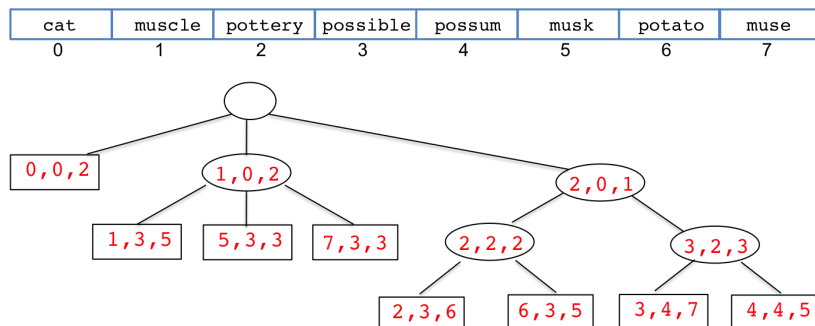 cat muscle pottery possible possum musk potato muse
0 1 2 3 4 5 6 7
0,0,2 1,0,2 2,0,1
1,3,5 5,3,3 7,3,3 2,2,2 3,2,3
2,3,6 6,3,5 3,4,7 4,4,5